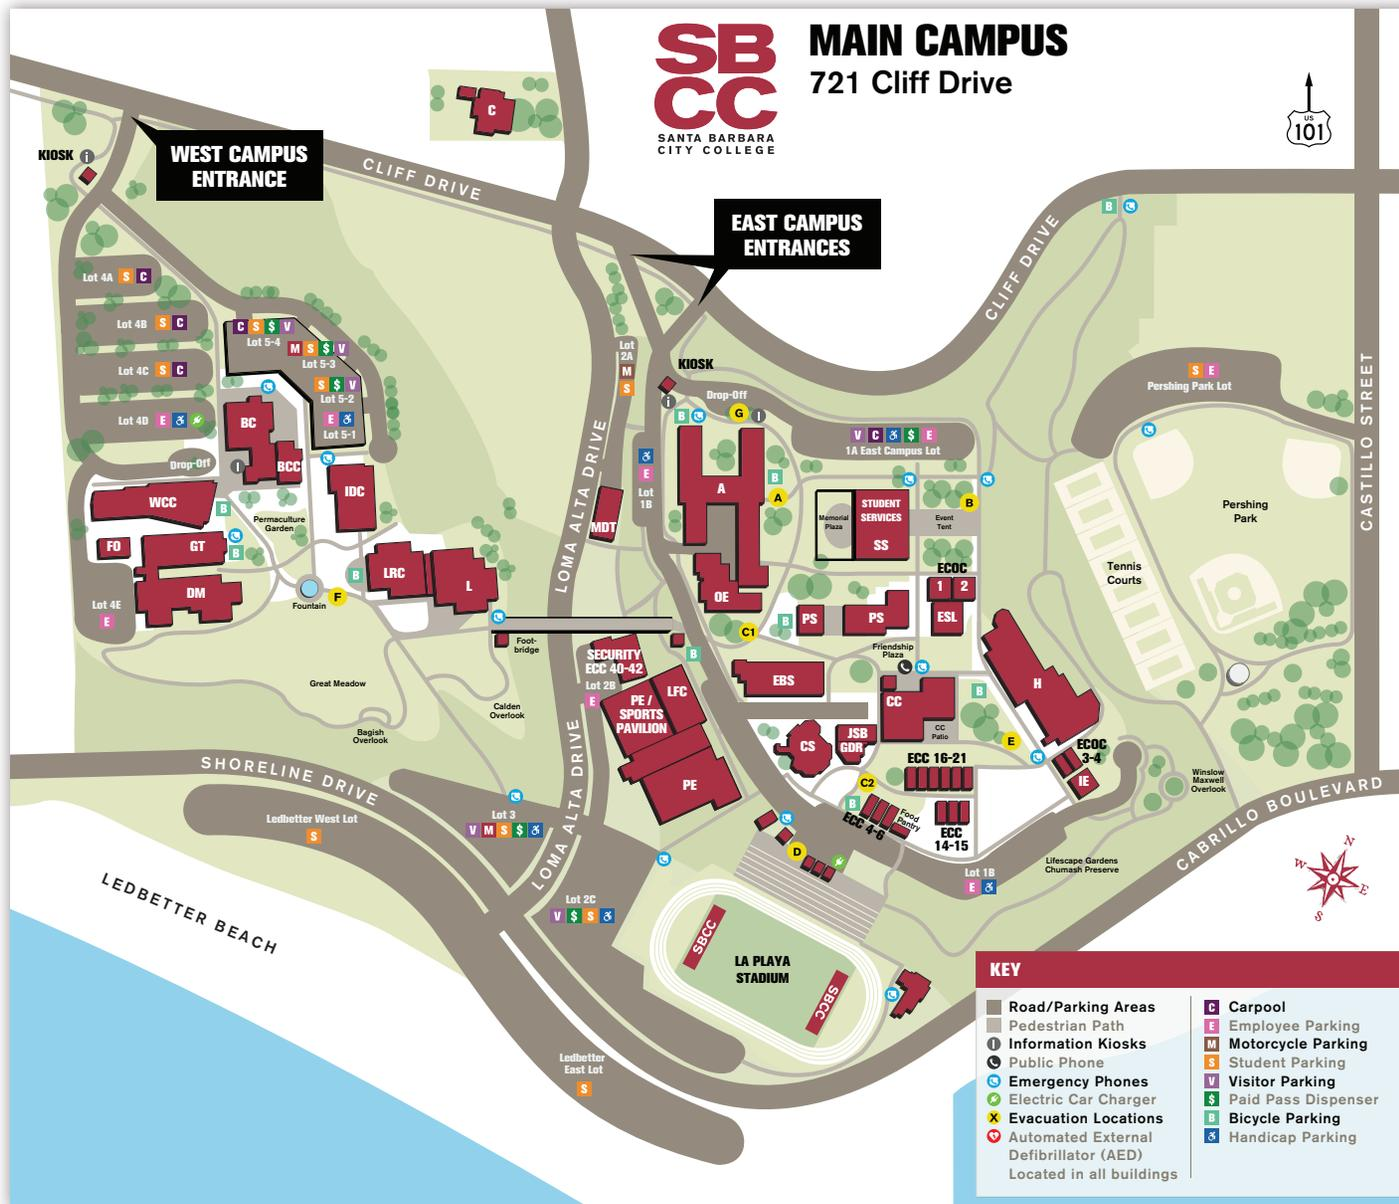 SB
CC
SANTA BARBARA
CITY COLLEGE
MAIN CAMPUS
721 Cliff Drive
US
101
C
KIOSK i
WEST CAMPUS
ENTRANCE
CLIFF DRIVE
EAST CAMPUS
ENTRANCES
CLIFF DRIVE
B
CASTILLO STREET
Lot 4A S C
Lot 4B S C
Lot 4C S C
Lot 4D E
C S $ V
Lot 5-4
M S $ V
Lot 5-3
S $ V
Lot 5-2
E
Lot 5-1
Lot
2A
M
S
KIOSK
i
Drop-Off
B G I
V C $ E
1A East Campus Lot
S E
Pershing Park Lot
BC
BCC
I
Drop-Off
IDC
WCC
B
Permaculture
Garden
FO
GT
B
DM
Lot 4E
E
Fountain
F
B
LRC
L
LOMA ALTA DRIVE
MDT
E
Lot
1B
A
B
A
OE
Memorial
Plaza
STUDENT
SERVICES
SS
B
Event
Tent
ECOC
1 2
ESL
PS
PS
B
C1
Pershing
Park
Tennis
Courts
Foot-
bridge
SECURITY
ECC 40-42
B
Lot 2B
E
PE /
SPORTS
PAVILION
LFC
PE
EBS
Friendship
Plaza
CC
CC
Patio
B
H
E
CS
JSB
GDR
ECC 16-21
ECOC
3-4
IE
C2
B
ECC 4-6
Food
Pantry
ECC
14-15
Winslow
Maxwell
Overlook
Great Meadow
Bagish
Overlook
Calden
Overlook
SHORELINE DRIVE
LOMA ALTA DRIVE
CABRILLO BOULEVARD
Ledbetter West Lot
S
Lot 3
V M S $
D
Lot 1B
E
Lifescape Gardens
Chumash Preserve
N
W
E
S
LEDBETTER BEACH
Lot 2C
V $ S
SBCC
LA PLAYA
STADIUM
SBCC
Ledbetter
East Lot
S
KEY
Road/Parking Areas
Pedestrian Path
I Information Kiosks
Public Phone
Emergency Phones
Electric Car Charger
X Evacuation Locations
Automated External
Defibrillator (AED)
Located in all buildings
C Carpool
E Employee Parking
M Motorcycle Parking
S Student Parking
V Visitor Parking
$ Paid Pass Dispenser
B Bicycle Parking
Handicap Parking